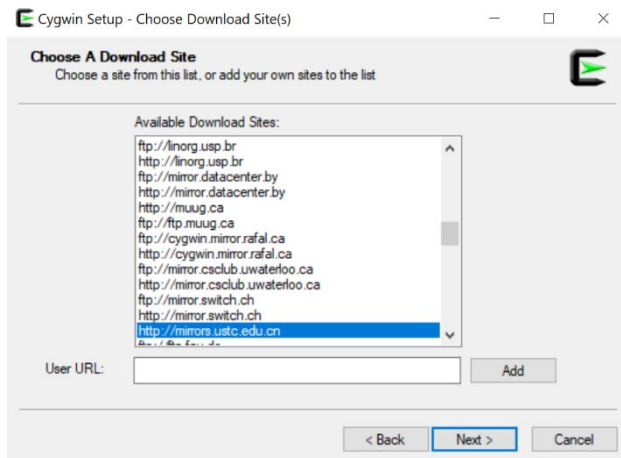 Cygwin Setup - Choose Download Site(s)
Choose A Download Site
Choose a site from this list, or add your own sites to the list
Available Download Sites:
ftp://linorg.usp.br
http://linorg.usp.br
ftp://mirror.datacenter.by
http://mirror.datacenter.by
http://muug.ca
ftp://ftp.muug.ca
ftp://cygwin.mirror.rafal.ca
http://cygwin.mirror.rafal.ca
ftp://mirror.csclub.uwaterloo.ca
http://mirror.csclub.uwaterloo.ca
ftp://mirror.switch.ch
http://mirror.switch.ch
http://mirrors.ustc.edu.cn
User URL:
Add
< Back
Next >
Cancel